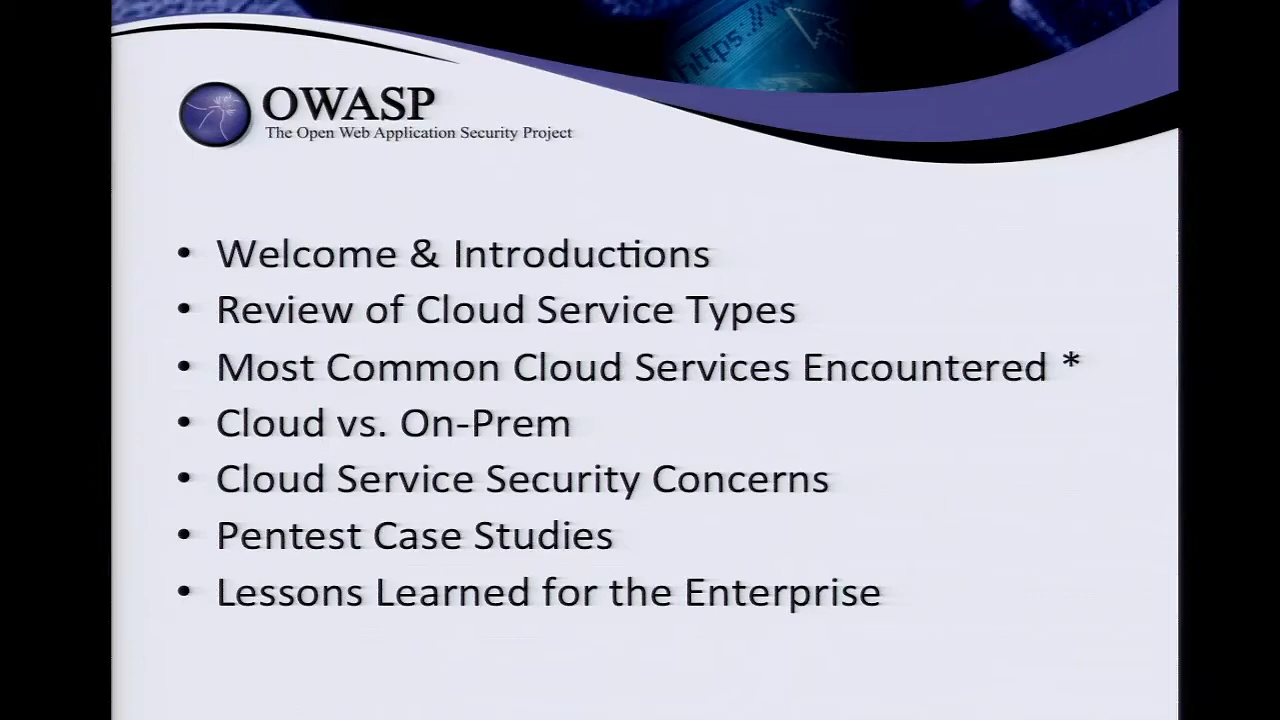 https://w
OWASP
The Open Web Application Security Project
• Welcome & Introductions
• Review of Cloud Service Types
• Most Common Cloud Services Encountered *
• Cloud vs. On-Prem
• Cloud Service Security Concerns
• Pentest Case Studies
• Lessons Learned for the Enterprise